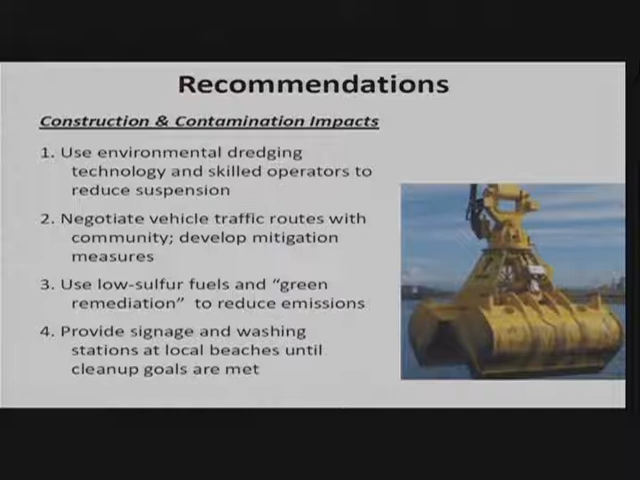 Recommendations
Construction & Contamination Impacts
1. Use environmental dredging
technology and skilled operators to
reduce suspension
2. Negotiate vehicle traffic routes with
community; develop mitigation
measures
3. Use low-sulfur fuels and “green
remediation” to reduce emissions
4. Provide signage and washing
stations at local beaches until
cleanup goals are met